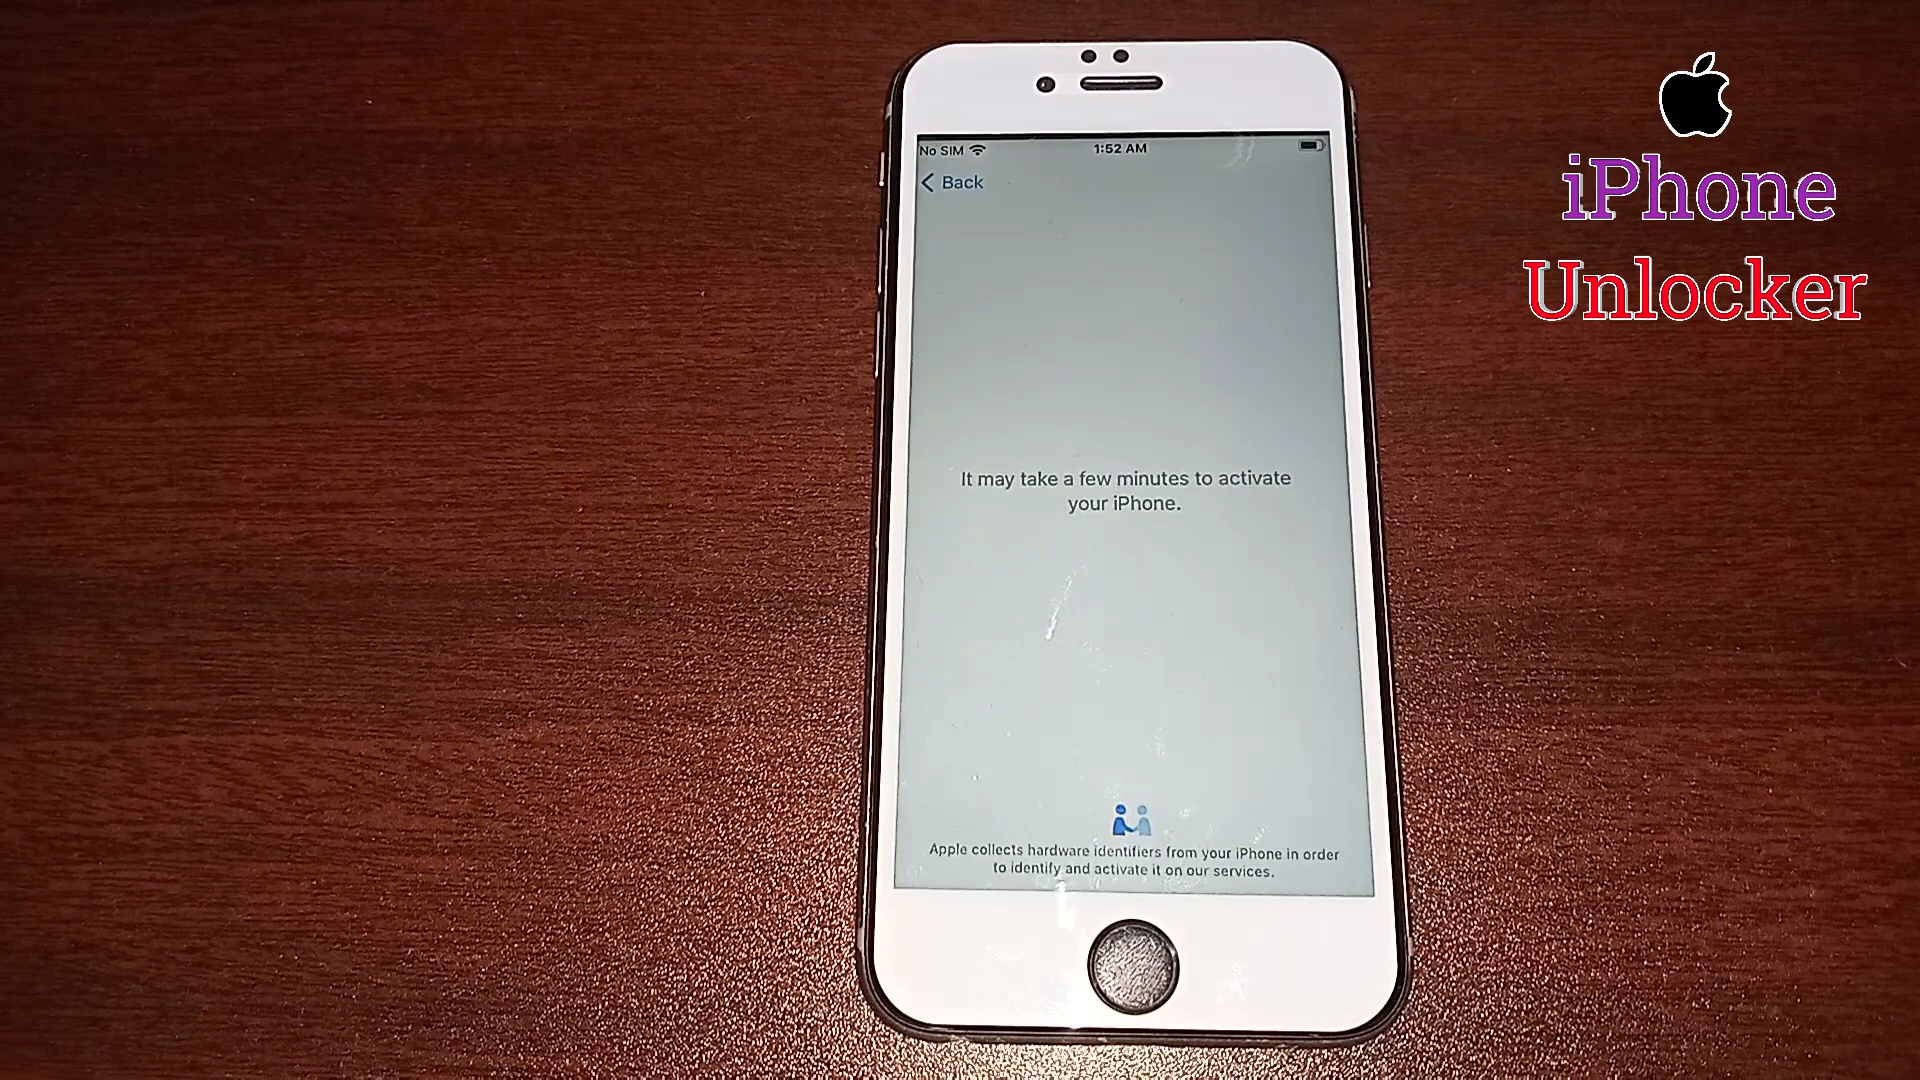 No SIM 1:52 AM
Back
It may take a few minutes to activate
your iPhone.
Apple collects hardware identifiers from your iPhone in order
to identify and activate it on our services.
iPhone
Unlocker